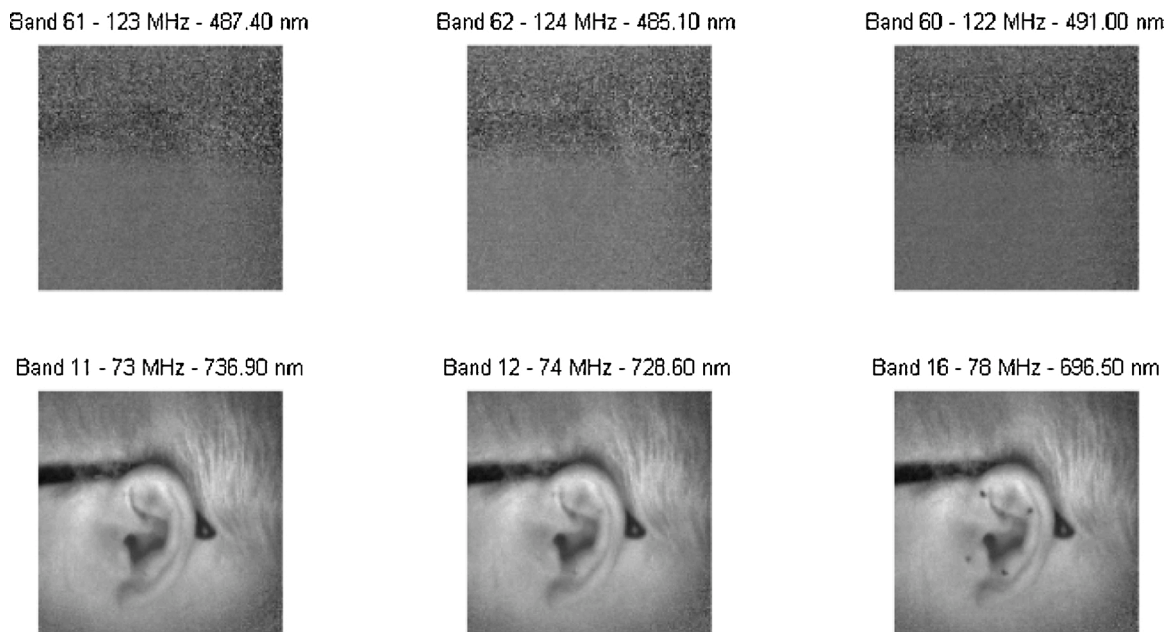 Band 61 - 123 MHz - 487.40 nm
Band 62 - 124 MHz - 485.10 nm
Band 60 - 122 MHz - 491.00 nm
Band 11 - 73 MHz - 736.90 nm
Band 12 - 74 MHz - 728.60 nm
Band 16 - 78 MHz - 696.50 nm